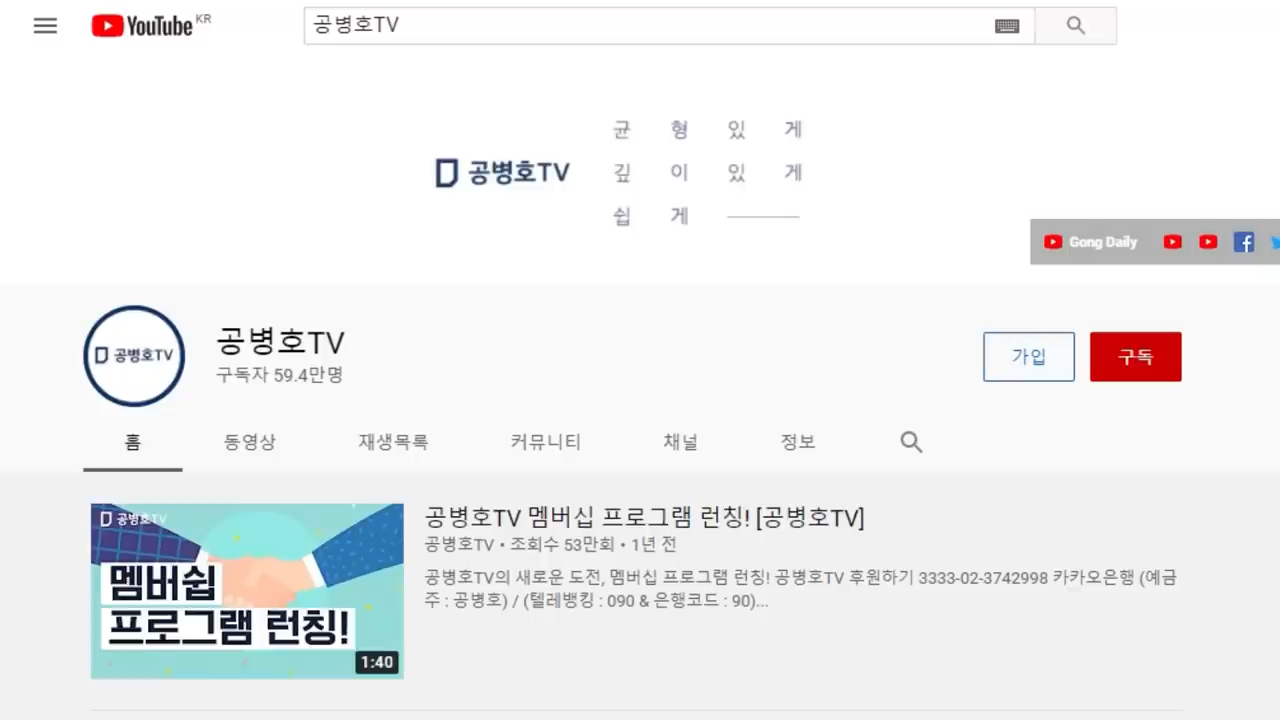 YouTube KR
공병호TV
균 형 있 게
공병호TV
깊 이 있 게
쉽 게
Gong Daily
공병호TV
공병호TV
구독자 59.4만명
가입
구독
홈
동영상
재생목록
커뮤니티
채널
정보
공병호TV
멤버쉽
프로그램 런칭!
1:40
공병호TV 멤버십 프로그램 런칭! [공병호TV]
공병호TV • 조회수 53만회 • 1년 전
공병호TV의 새로운 도전, 멤버십 프로그램 런칭! 공병호TV 후원하기 3333-02-3742998 카카오은행 (예금
주 : 공병호) / (텔레뱅킹 : 090 & 은행코드 : 90)...